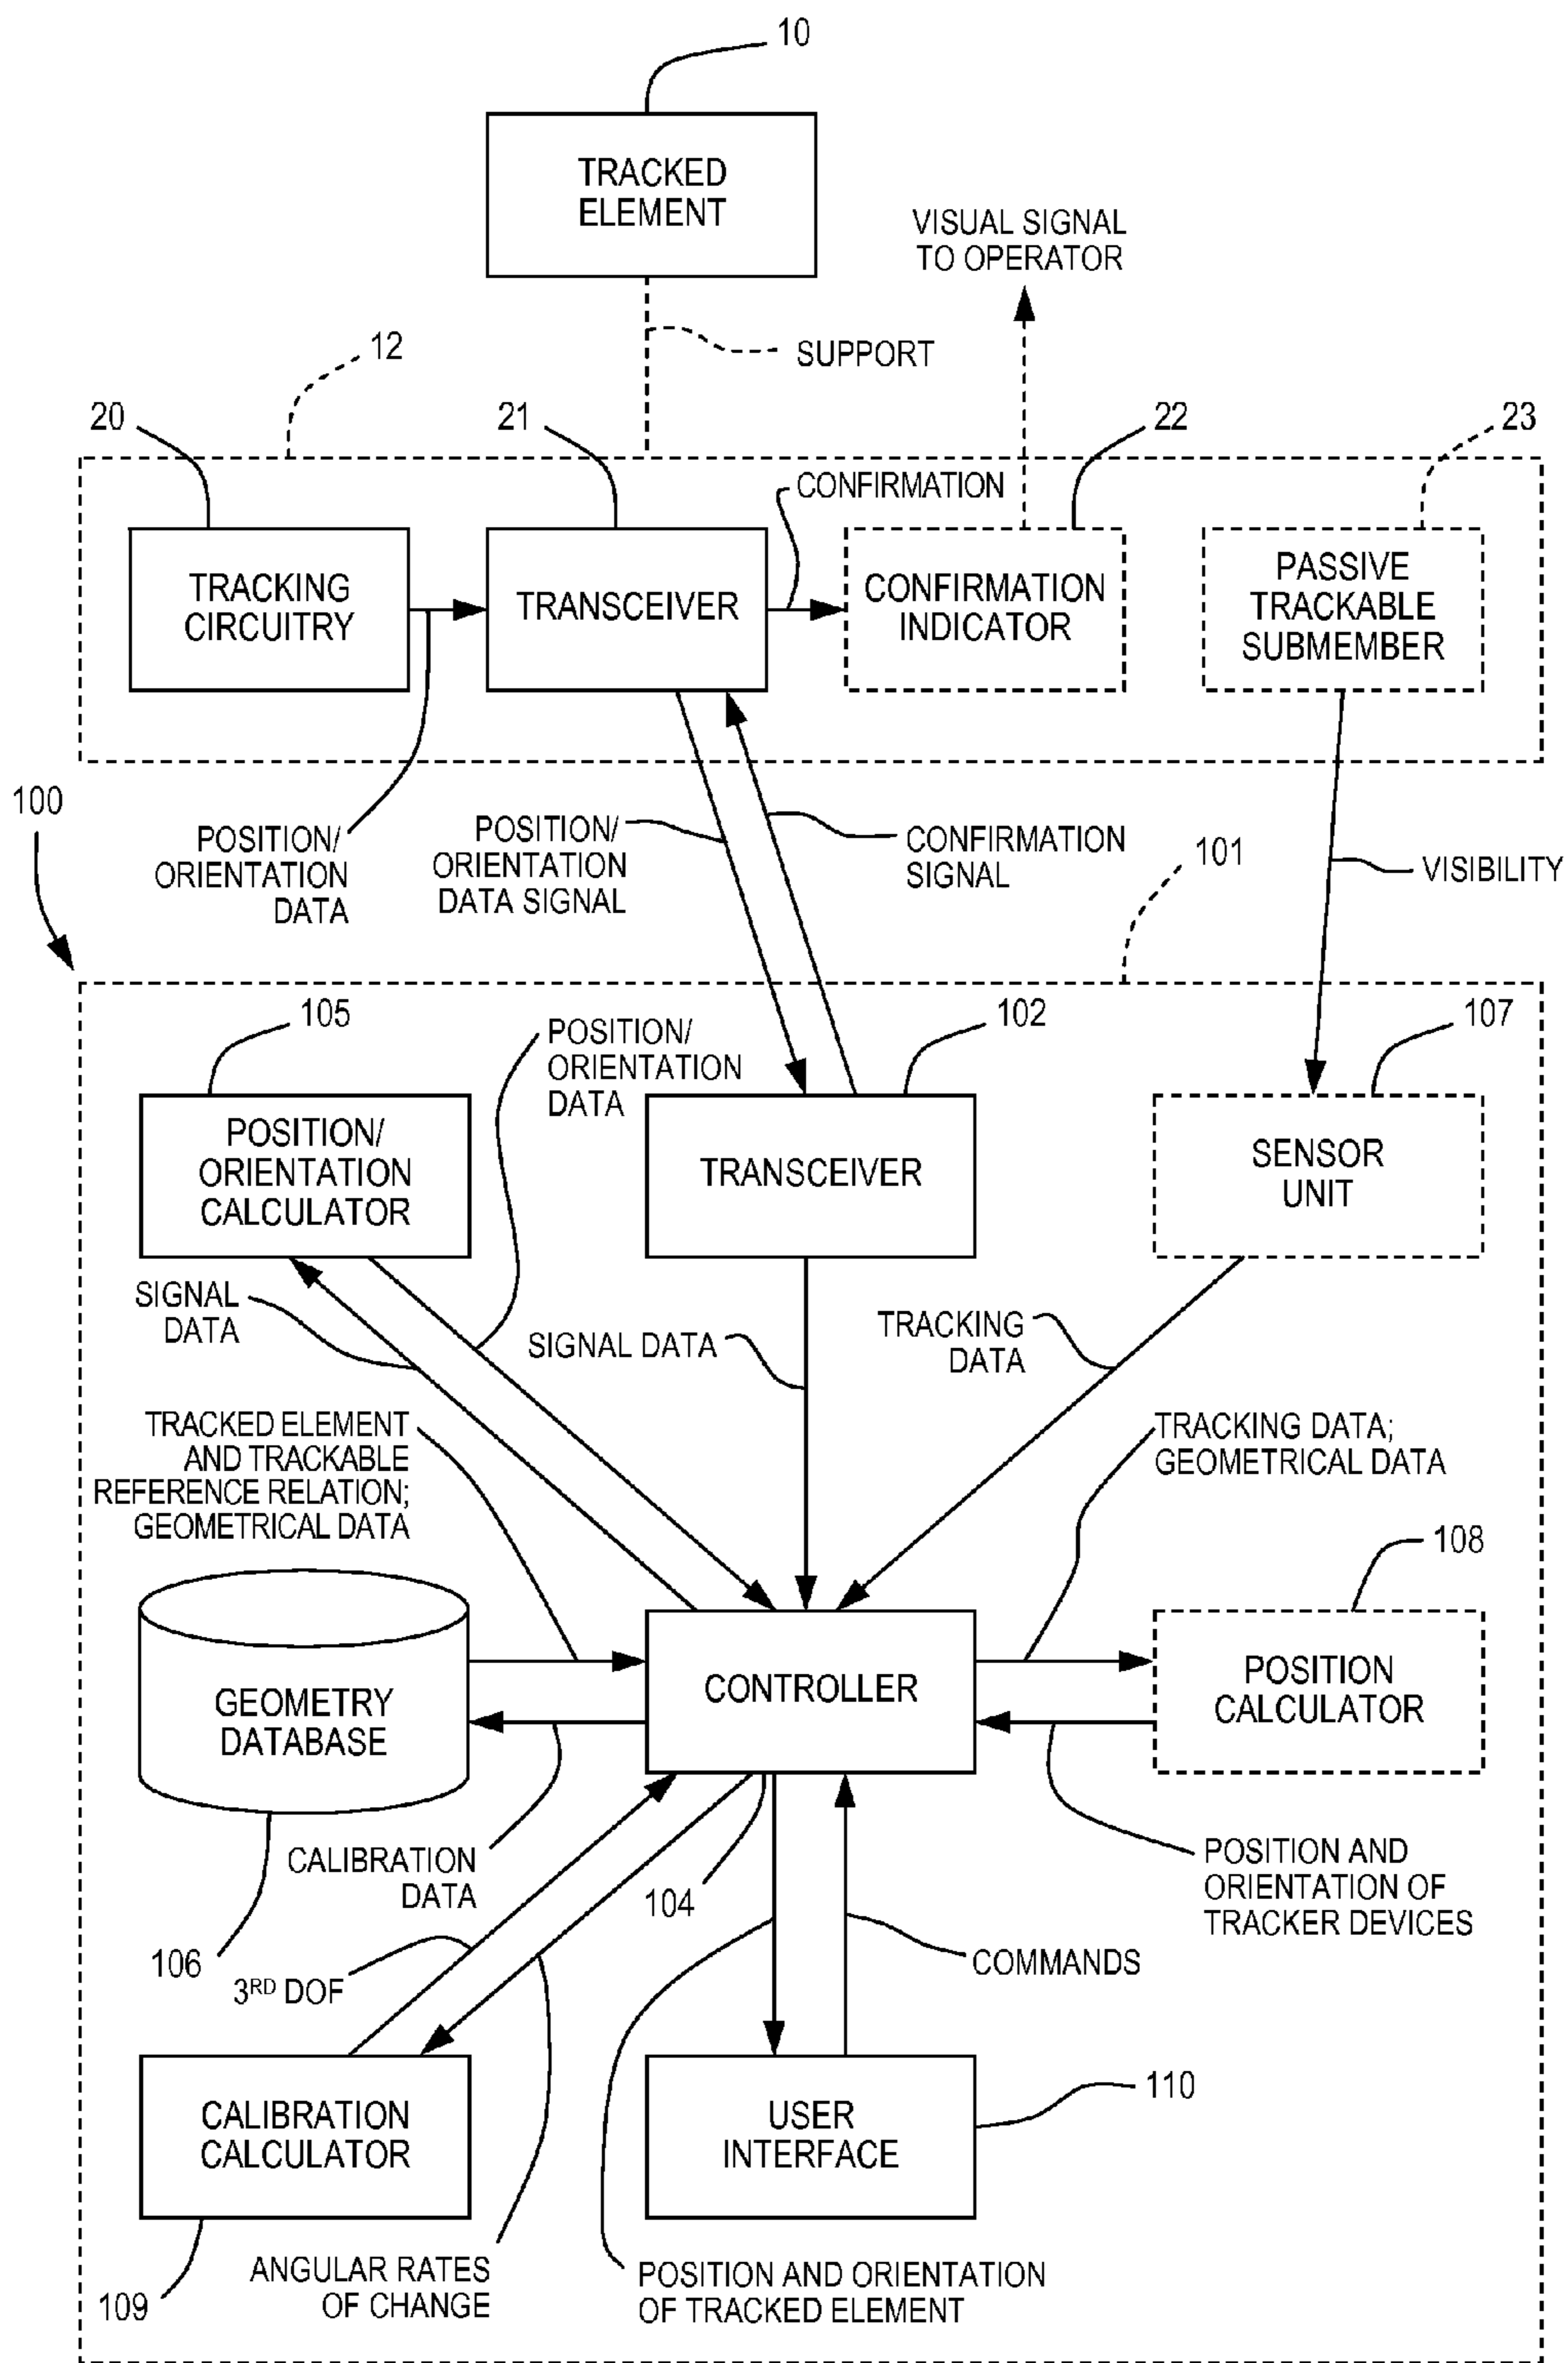 10
TRACKED
ELEMENT
VISUAL SIGNAL
TO OPERATOR
12
SUPPORT
20
21
22
23
CONFIRMATION
TRACKING
CIRCUITRY
TRANSCEIVER
CONFIRMATION
INDICATOR
PASSIVE
TRACKABLE
SUBMEMBER
100
POSITION/
ORIENTATION
DATA
POSITION/
ORIENTATION
DATA SIGNAL
CONFIRMATION
SIGNAL
101
VISIBILITY
105
POSITION/
ORIENTATION
DATA
102
107
POSITION/
ORIENTATION
CALCULATOR
TRANSCEIVER
SENSOR
UNIT
SIGNAL
DATA
SIGNAL DATA
TRACKING
DATA
TRACKED ELEMENT
AND TRACKABLE
REFERENCE RELATION;
GEOMETRICAL DATA
TRACKING DATA;
GEOMETRICAL DATA
108
GEOMETRY
DATABASE
CONTROLLER
POSITION
CALCULATOR
CALIBRATION
DATA
104
POSITION AND
ORIENTATION OF
TRACKER DEVICES
106
3RD DOF
COMMANDS
CALIBRATION
CALCULATOR
USER
INTERFACE
110
109
ANGULAR RATES
OF CHANGE
POSITION AND ORIENTATION
OF TRACKED ELEMENT